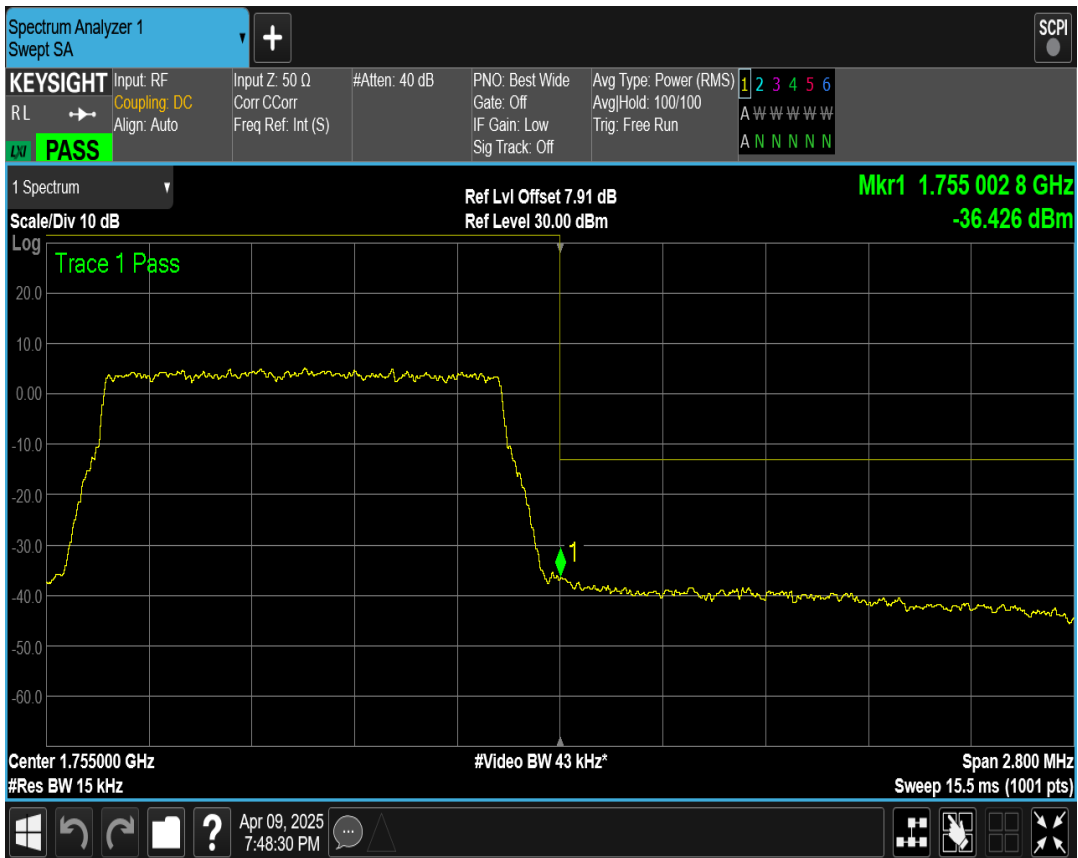 Spectrum Analyzer 1
Swept SA
SCPI
KEYSIGHT
RL
LXI PASS
Input: RF
Coupling: DC
Align: Auto
Input Z: 50 Ω
Corr CCorr
Freq Ref: Int (S)
#Atten: 40 dB
PNO: Best Wide
Gate: Off
IF Gain: Low
Sig Track: Off
Avg Type: Power (RMS)
Avg|Hold: 100/100
Trig: Free Run
1 2 3 4 5 6
A W W W W W
A N N N N N
1 Spectrum
Scale/Div 10 dB
Ref Lvl Offset 7.91 dB
Ref Level 30.00 dBm
Mkr1 1.755 002 8 GHz
-36.426 dBm
Log
Trace 1 Pass
20.0
10.0
0.00
-10.0
-20.0
-30.0
-40.0
-50.0
-60.0
1
Center 1.755000 GHz
#Res BW 15 kHz
#Video BW 43 kHz*
Span 2.800 MHz
Sweep 15.5 ms (1001 pts)
?
Apr 09, 2025
7:48:30 PM